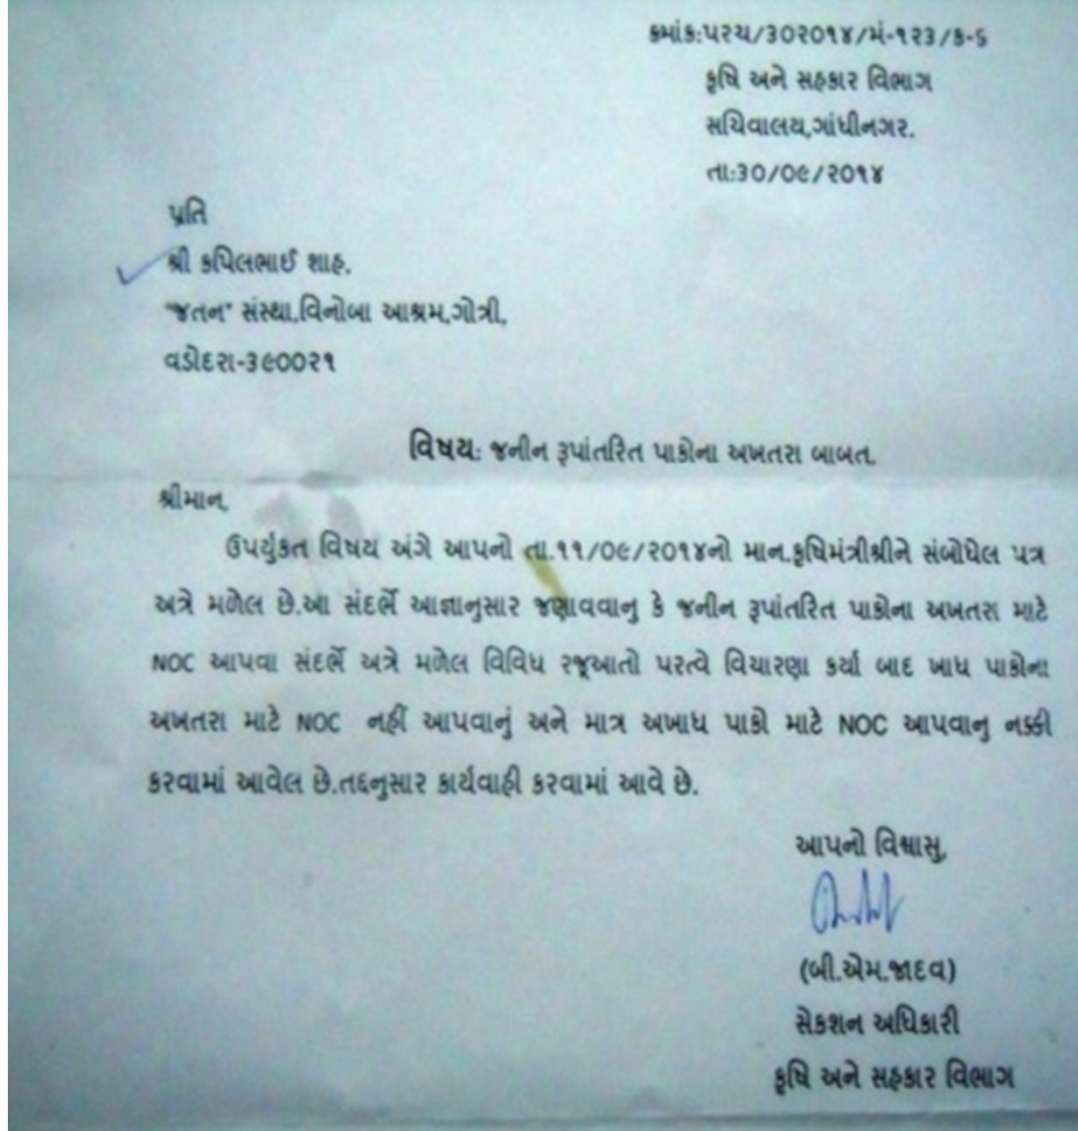 ક્રમાંક:પરચ/૩૦૨૦૧૪/મં-૧૨૩/ક-૬
કૃષિ અને સહકાર વિભાગ
સચિવાલય,ગાંધીનગર.
તા:૩૦/૦૯/૨૦૧૪
પ્રતિ
શ્રી કપિલભાઈ શાહ,
"જતન" સંસ્થા,વિનોબા આશ્રમ,ગોત્રી,
વડોદરા-૩૯૦૦૨૧
વિષય: જનીન રૂપાંતરિત પાકોના અખતરા બાબત.
શ્રીમાન,
ઉપર્યુકત વિષય અંગે આપનો તા.૧૧/૦૯/૨૦૧૪નો માન.કૃષિમંત્રીશ્રીને સંબોધેલ પત્ર
અત્રે મળેલ છે.આ સંદર્ભે આજ્ઞાનુસાર જણાવવાનુ કે જનીન રૂપાંતરિત પાકોના અખતરા માટે
NOC આપવા સંદર્ભે અત્રે મળેલ વિવિધ રજૂઆતો પરત્વે વિચારણા કર્યા બાદ ખાધ પાકોના
અખતરા માટે NOC નહીં આપવાનું અને માત્ર અખાધ પાકો માટે NOC આપવાનુ નક્કી
કરવામાં આવેલ છે.તદ્દનુસાર કાર્યવાહી કરવામાં આવે છે.
આપનો વિશ્વાસુ,
(બી.એમ.જાદવ)
સેકશન અધિકારી
કૃષિ અને સહકાર વિભાગ